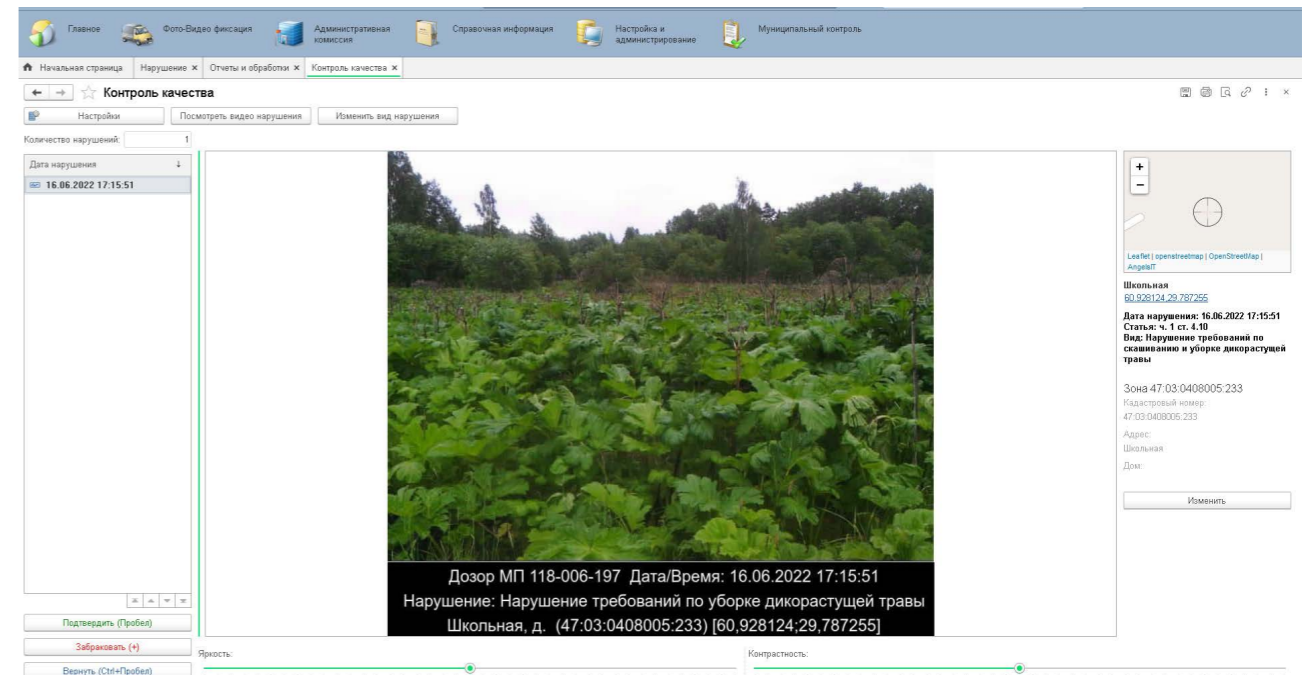 Главное
Фото-Видео фиксация
Административная
комиссия
Справочная информация
Настройка и
администрирование
Муниципальный контроль
Начальная страница
Нарушение ×
Отчеты и обработки ×
Контроль качества ×
Контроль качества
Настройки
Посмотреть видео нарушения
Изменить вид нарушения
Количество нарушений: 1
Дата нарушения ↓
16.06.2022 17:15:51
Подтвердить (Пробел)
Забраковать (+)
Вернуть (Ctrl+Пробел)
Дозор МП 118-006-197 Дата/Время: 16.06.2022 17:15:51
Нарушение: Нарушение требований по уборке дикорастущей травы
Школьная, д. (47:03:0408005:233) [60,928124;29,787255]
Яркость:
Контрастность:
+
−
Leaflet | openstreetmap | OpenStreetMap |
AngelsIT
Школьная
60.928124,29.787255
Дата нарушения: 16.06.2022 17:15:51
Статья: ч. 1 ст. 4.10
Вид: Нарушение требований по
скашиванию и уборке дикорастущей
травы
Зона 47:03:0408005:233
Кадастровый номер:
47:03:0408005:233
Адрес:
Школьная
Дом:
Изменить